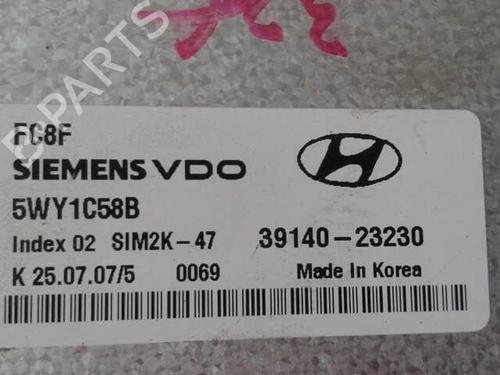 B-PARTS
FC8F
SIEMENS VDO
5WY1C58B
Index 02 SIM2K-47
39140-23230
K 25.07.07/5 0069
Made In Korea
B-PARTS